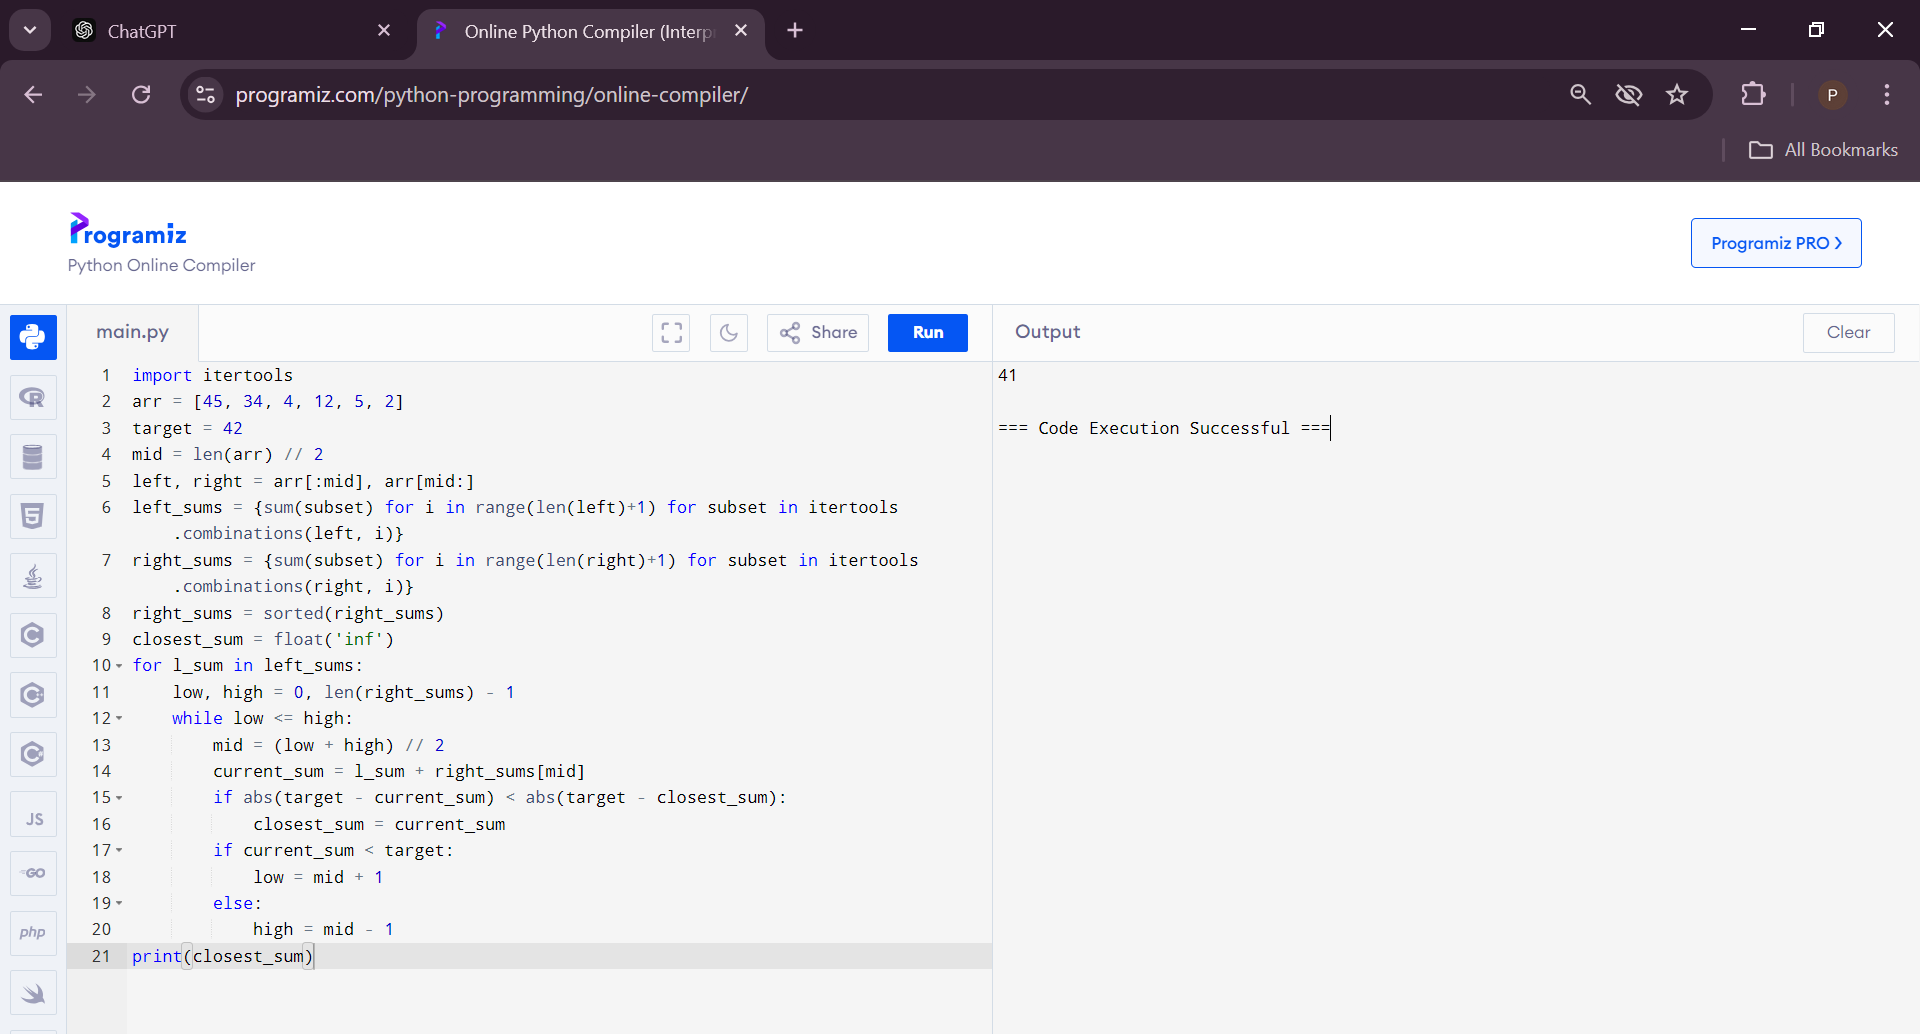 ChatGPT
Online Python Compiler (Interp
programiz.com/python-programming/online-compiler/
P
All Bookmarks
Programiz
Python Online Compiler
Programiz PRO
main.py
Share
Run
Output
Clear
1 import itertools
2 arr = [45, 34, 4, 12, 5, 2]
3 target = 42
4 mid = len(arr) // 2
5 left, right = arr[:mid], arr[mid:]
6 left_sums = {sum(subset) for i in range(len(left)+1) for subset in itertools
.combinations(left, i)}
7 right_sums = {sum(subset) for i in range(len(right)+1) for subset in itertools
.combinations(right, i)}
8 right_sums = sorted(right_sums)
9 closest_sum = float('inf')
10 for l_sum in left_sums:
11     low, high = 0, len(right_sums) - 1
12     while low <= high:
13         mid = (low + high) // 2
14         current_sum = l_sum + right_sums[mid]
15         if abs(target - current_sum) < abs(target - closest_sum):
16             closest_sum = current_sum
17         if current_sum < target:
18             low = mid + 1
19         else:
20             high = mid - 1
21 print(closest_sum)
41
=== Code Execution Successful ===
R
5
C
C
C
JS
GO
php